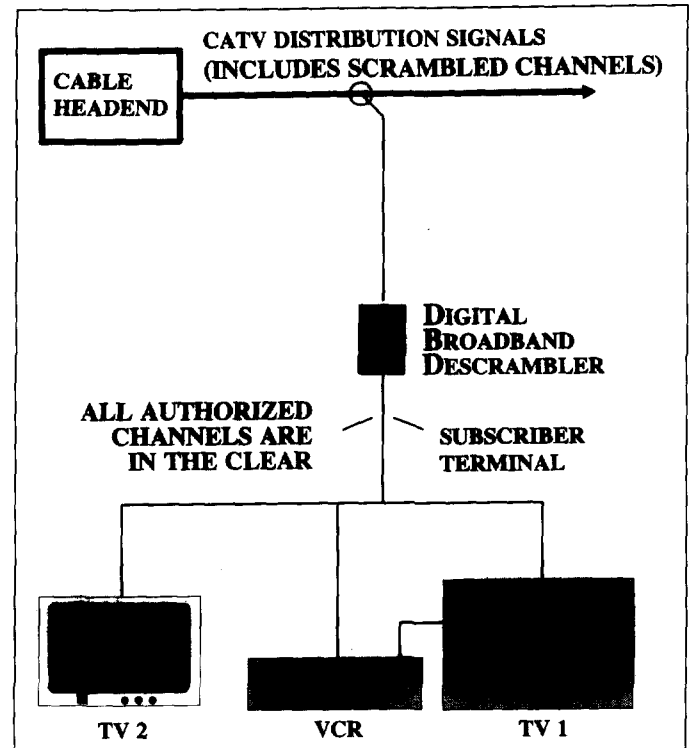 CATV DISTRIBUTION SIGNALS
(INCLUDES SCRAMBLED CHANNELS)
CABLE
HEADEND
DIGITAL
BROADBAND
DESCRAMBLER
ALL AUTHORIZED
CHANNELS ARE
IN THE CLEAR
SUBSCRIBER
TERMINAL
TV 2
VCR
TV 1